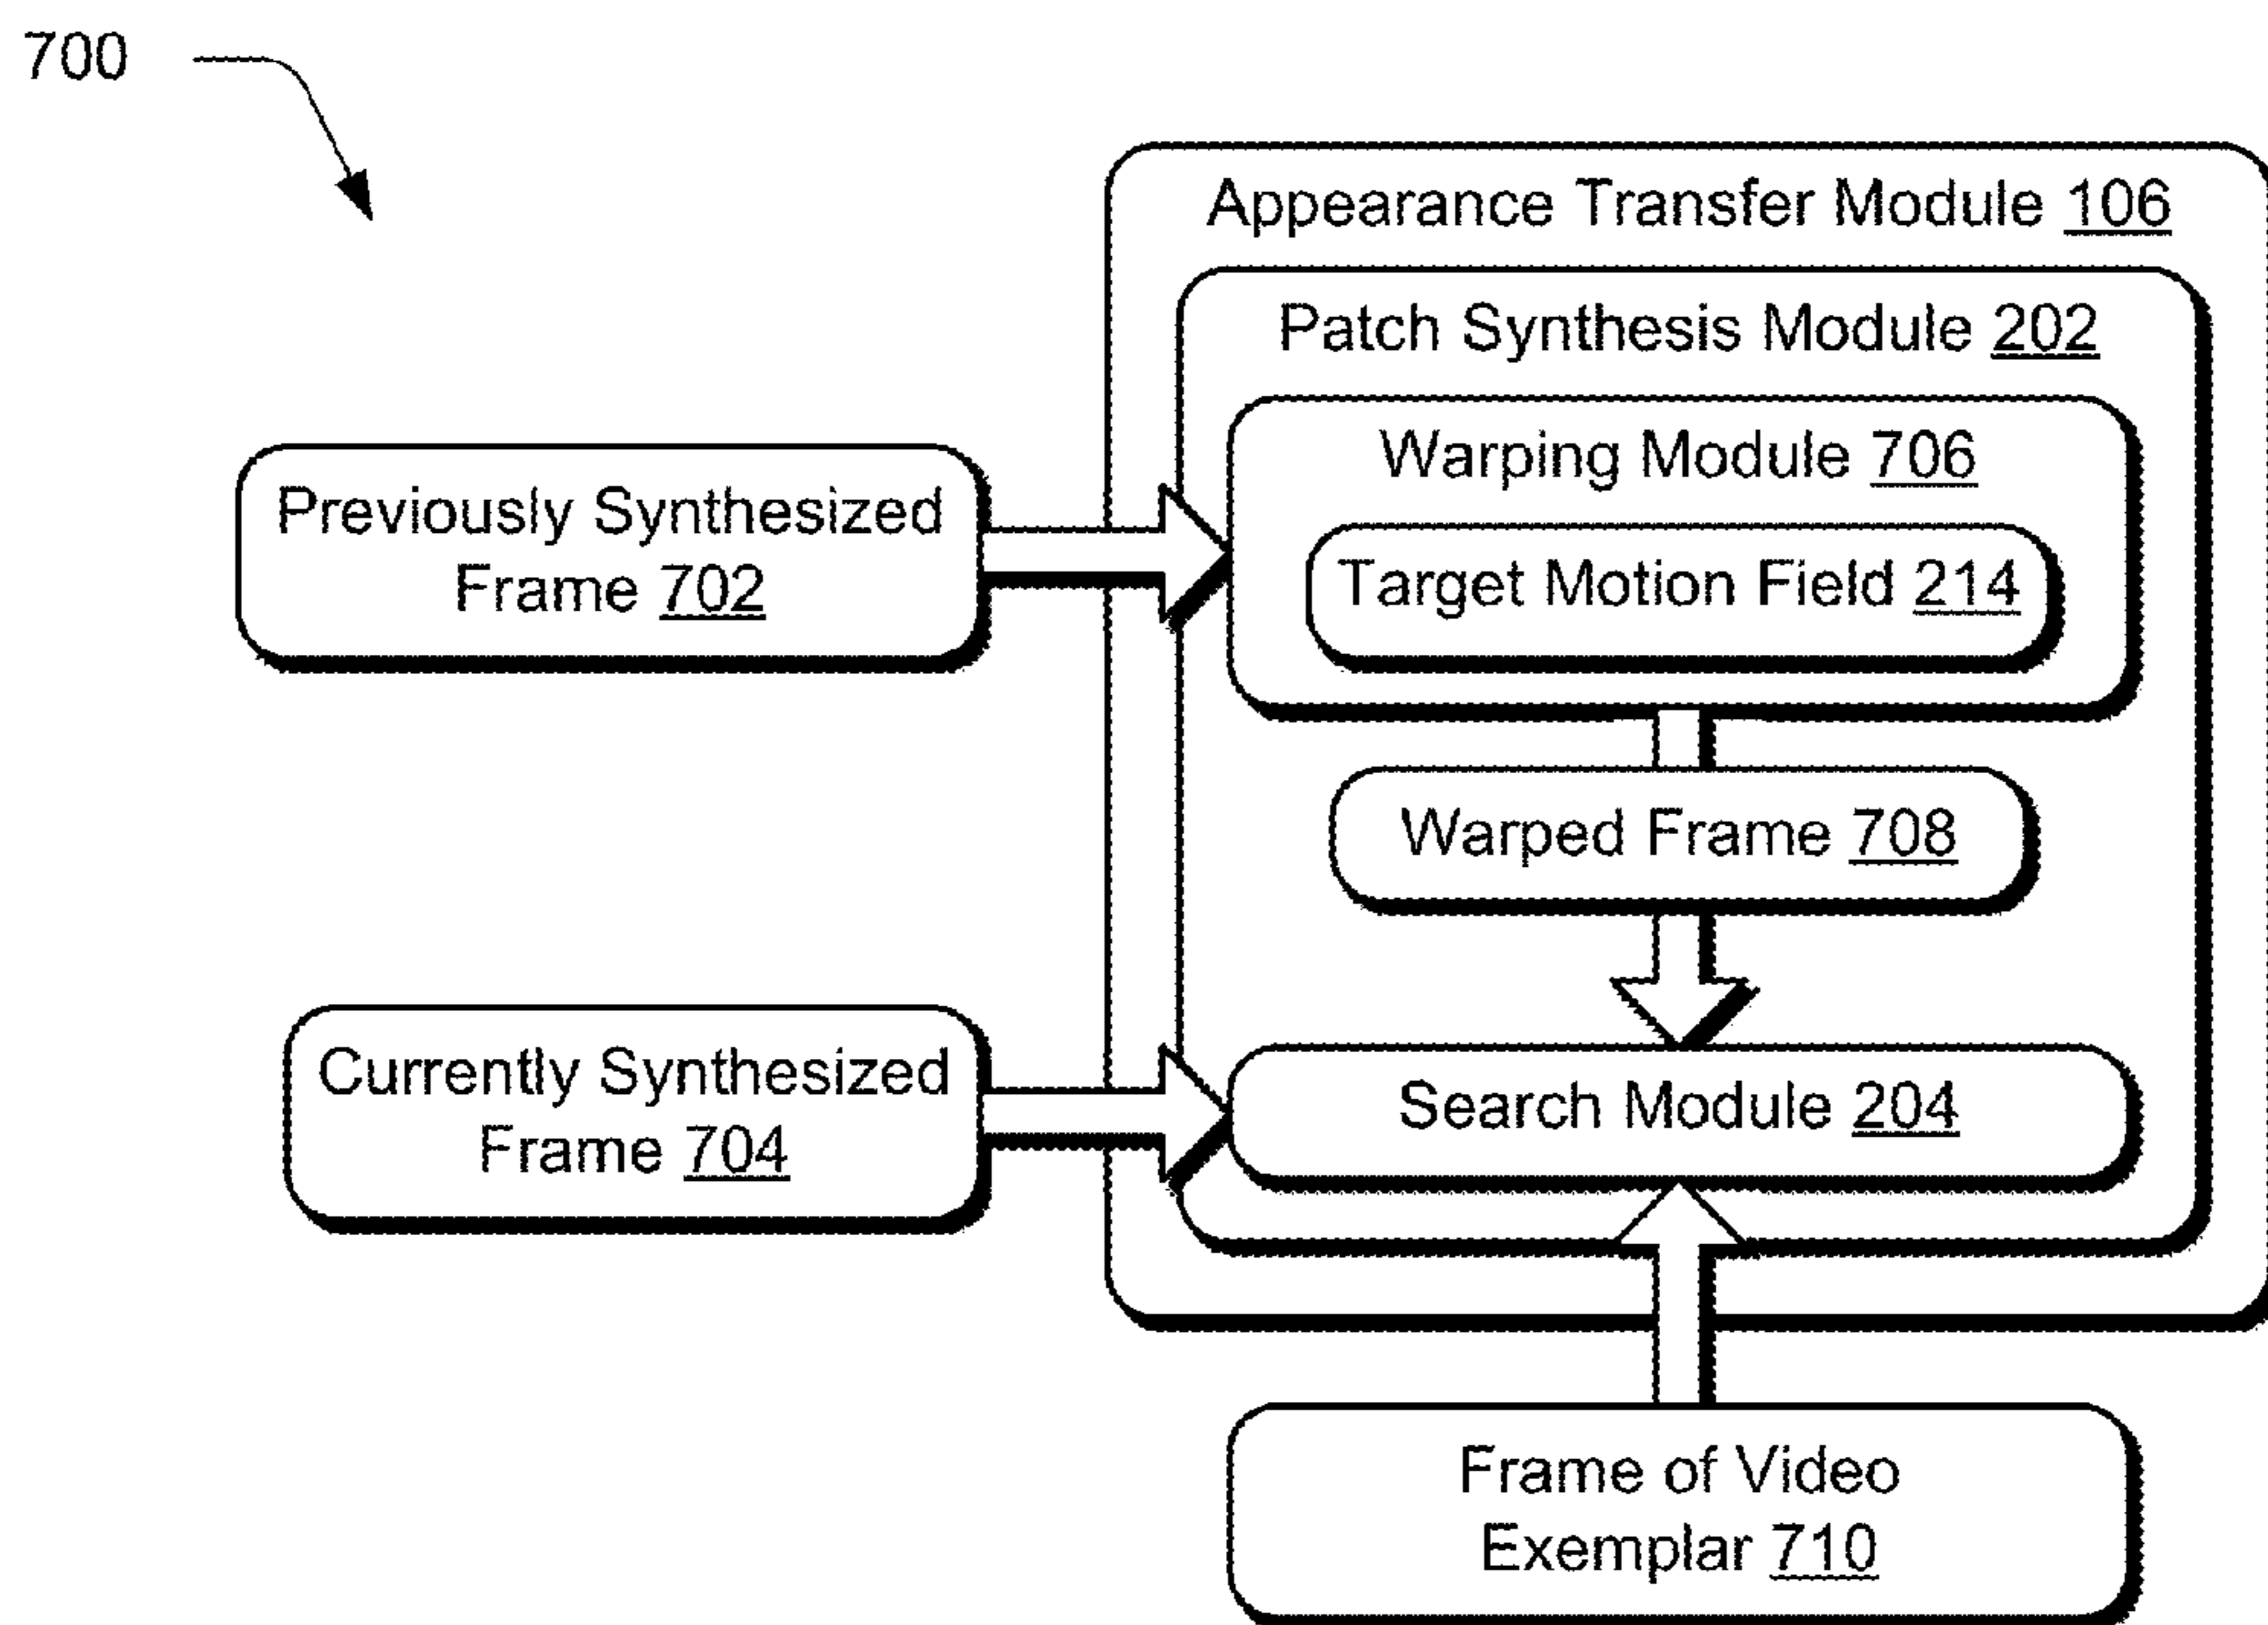 700
Appearance Transfer Module 106
Patch Synthesis Module 202
Warping Module 706
Target Motion Field 214
Previously Synthesized
Frame 702
Warped Frame 708
Currently Synthesized
Frame 704
Search Module 204
Frame of Video
Exemplar 710